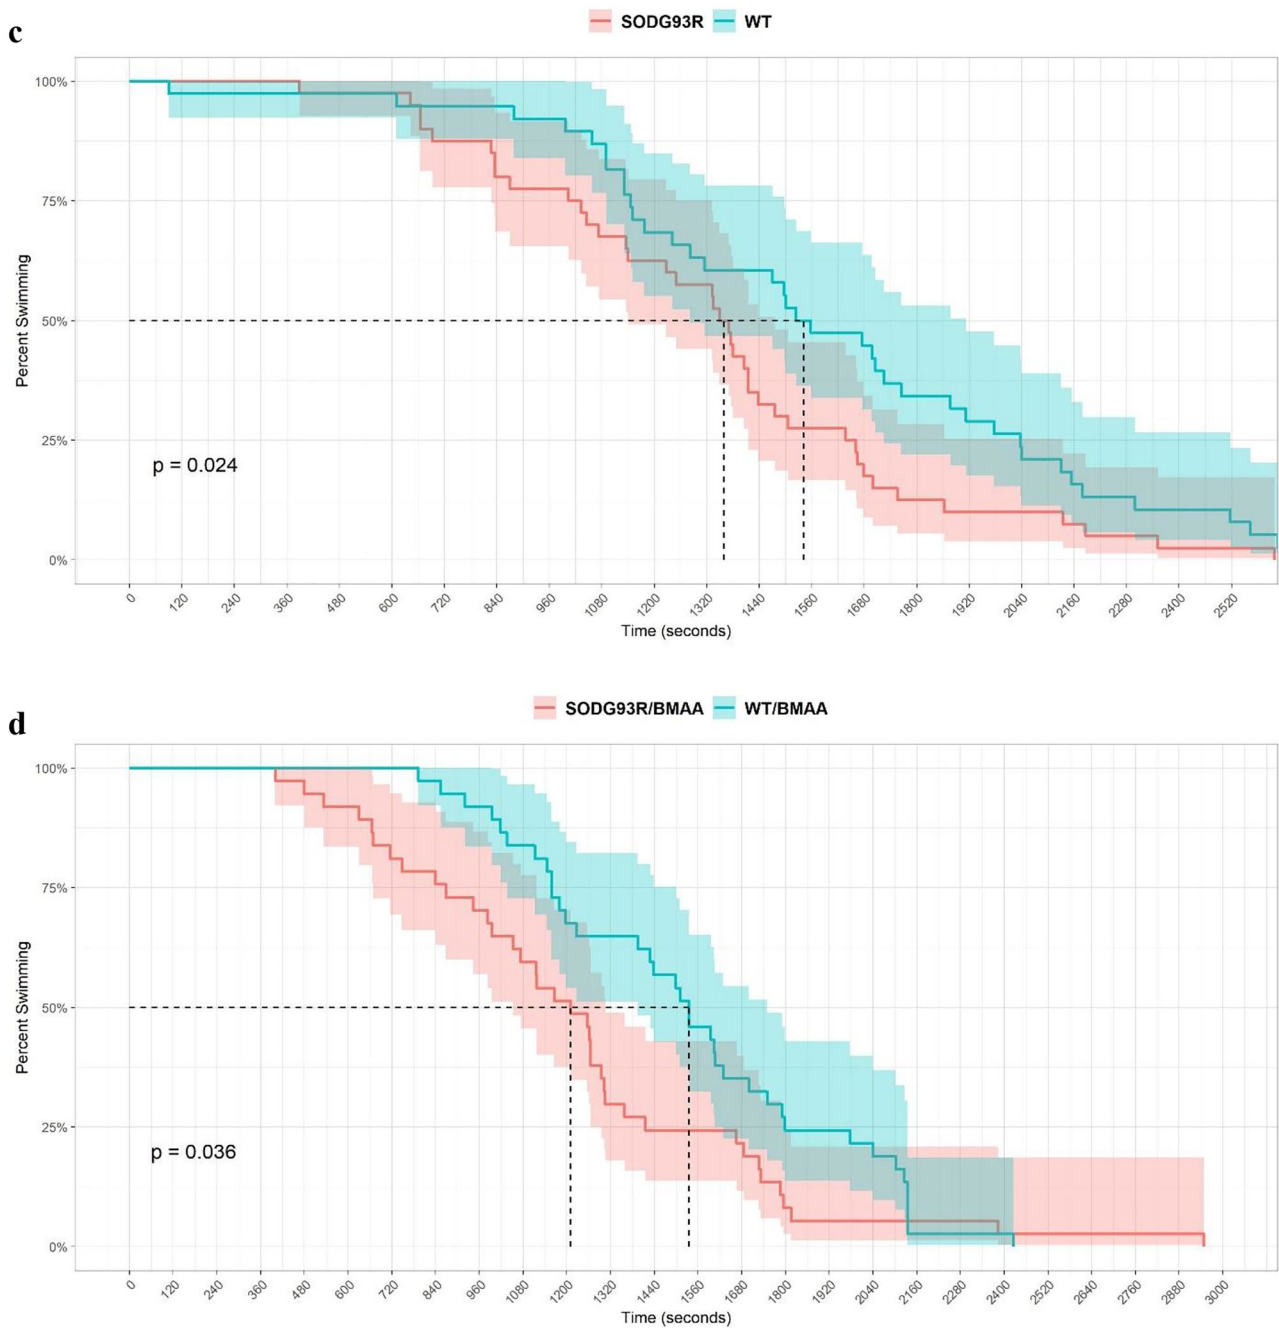 c
SODG93R WT
100%
75%
50%
25%
0%
Percent Swimming
p = 0.024
0 120 240 360 480 600 720 840 960 1080 1200 1320 1440 1560 1680 1800 1920 2040 2160 2280 2400 2520
Time (seconds)
d
SODG93R/BMAA WT/BMAA
100%
75%
50%
25%
0%
Percent Swimming
p = 0.036
0 120 240 360 480 600 720 840 960 1080 1200 1320 1440 1560 1680 1800 1920 2040 2160 2280 2400 2520 2640 2760 2880 3000
Time (seconds)